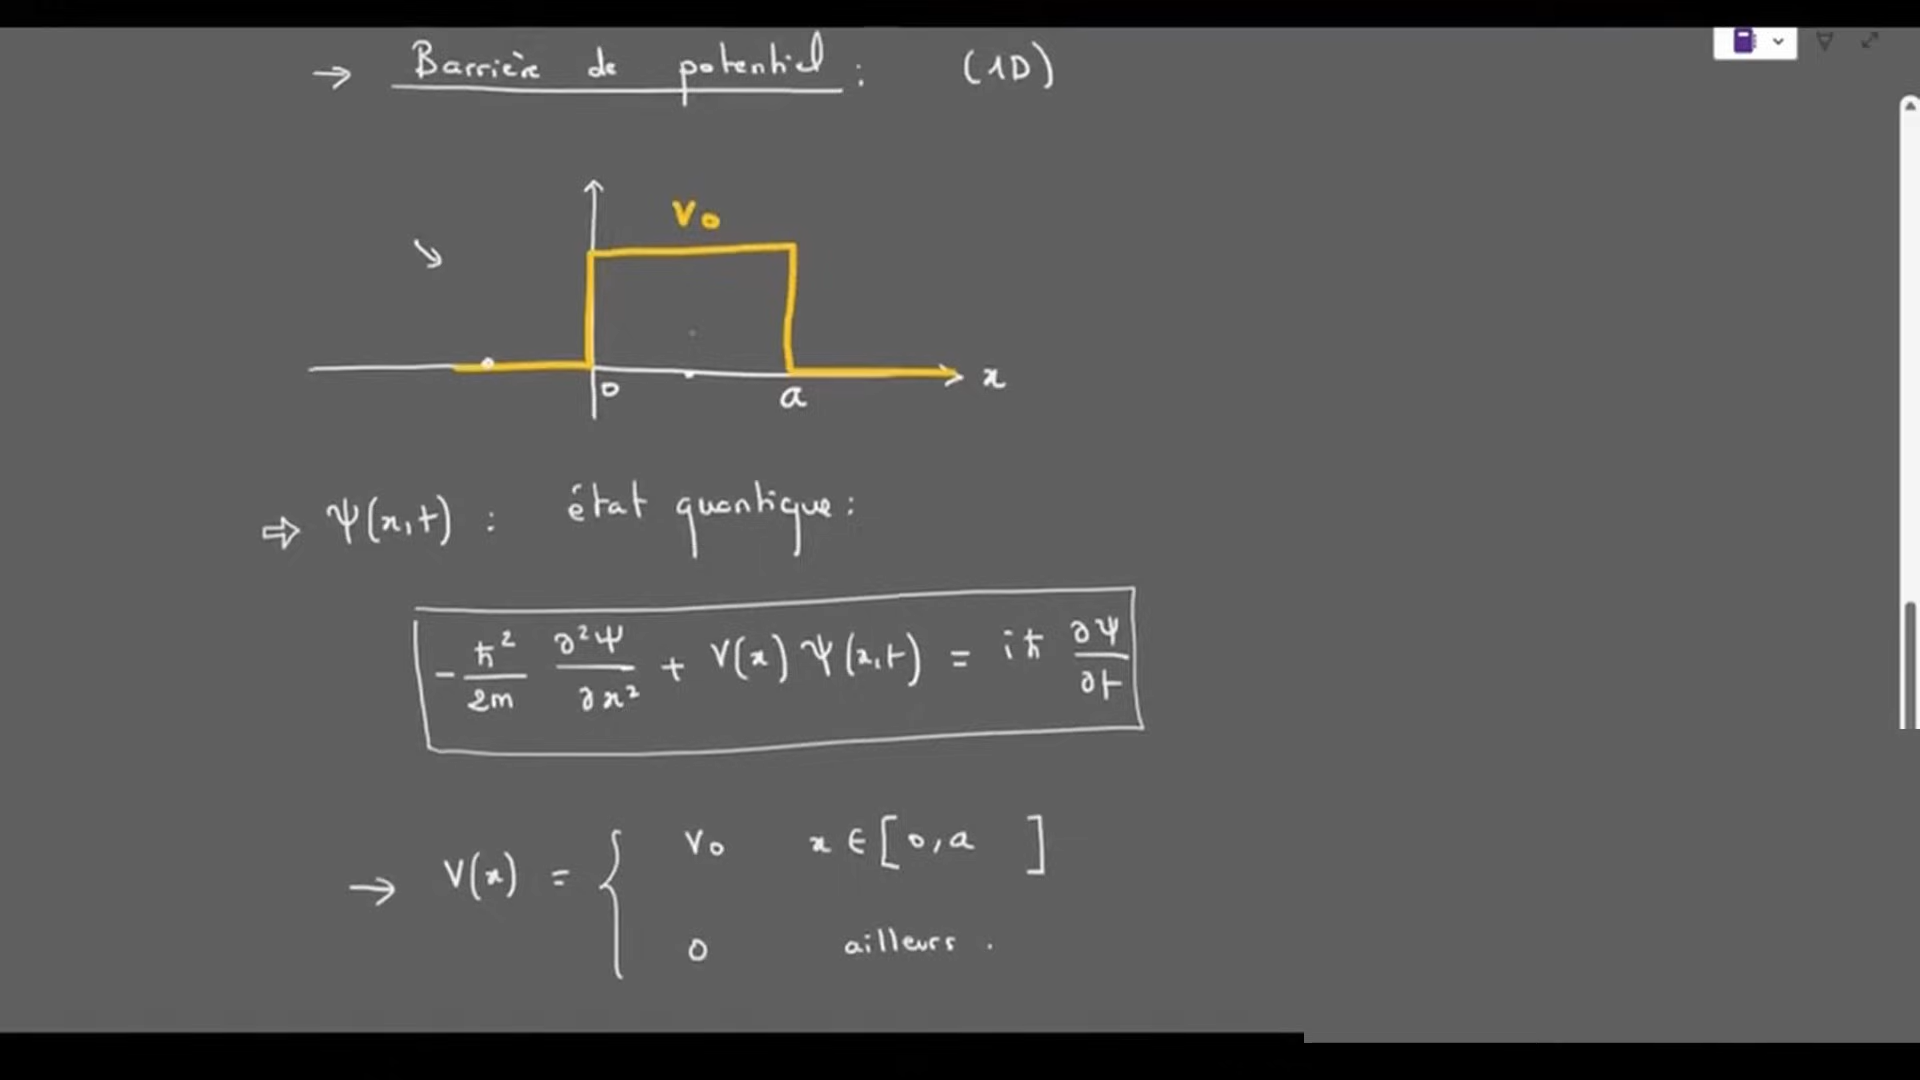 → Barrière de potentiel : (1D)
V₀
0 a x
⇒ Ψ(x,t) : état quantique :
-ħ²/2m ∂²Ψ/∂x² + V(x) Ψ(x,t) = iħ ∂Ψ/∂t
→ V(x) = { V₀ x ∈ [0,a ]
0 ailleurs .